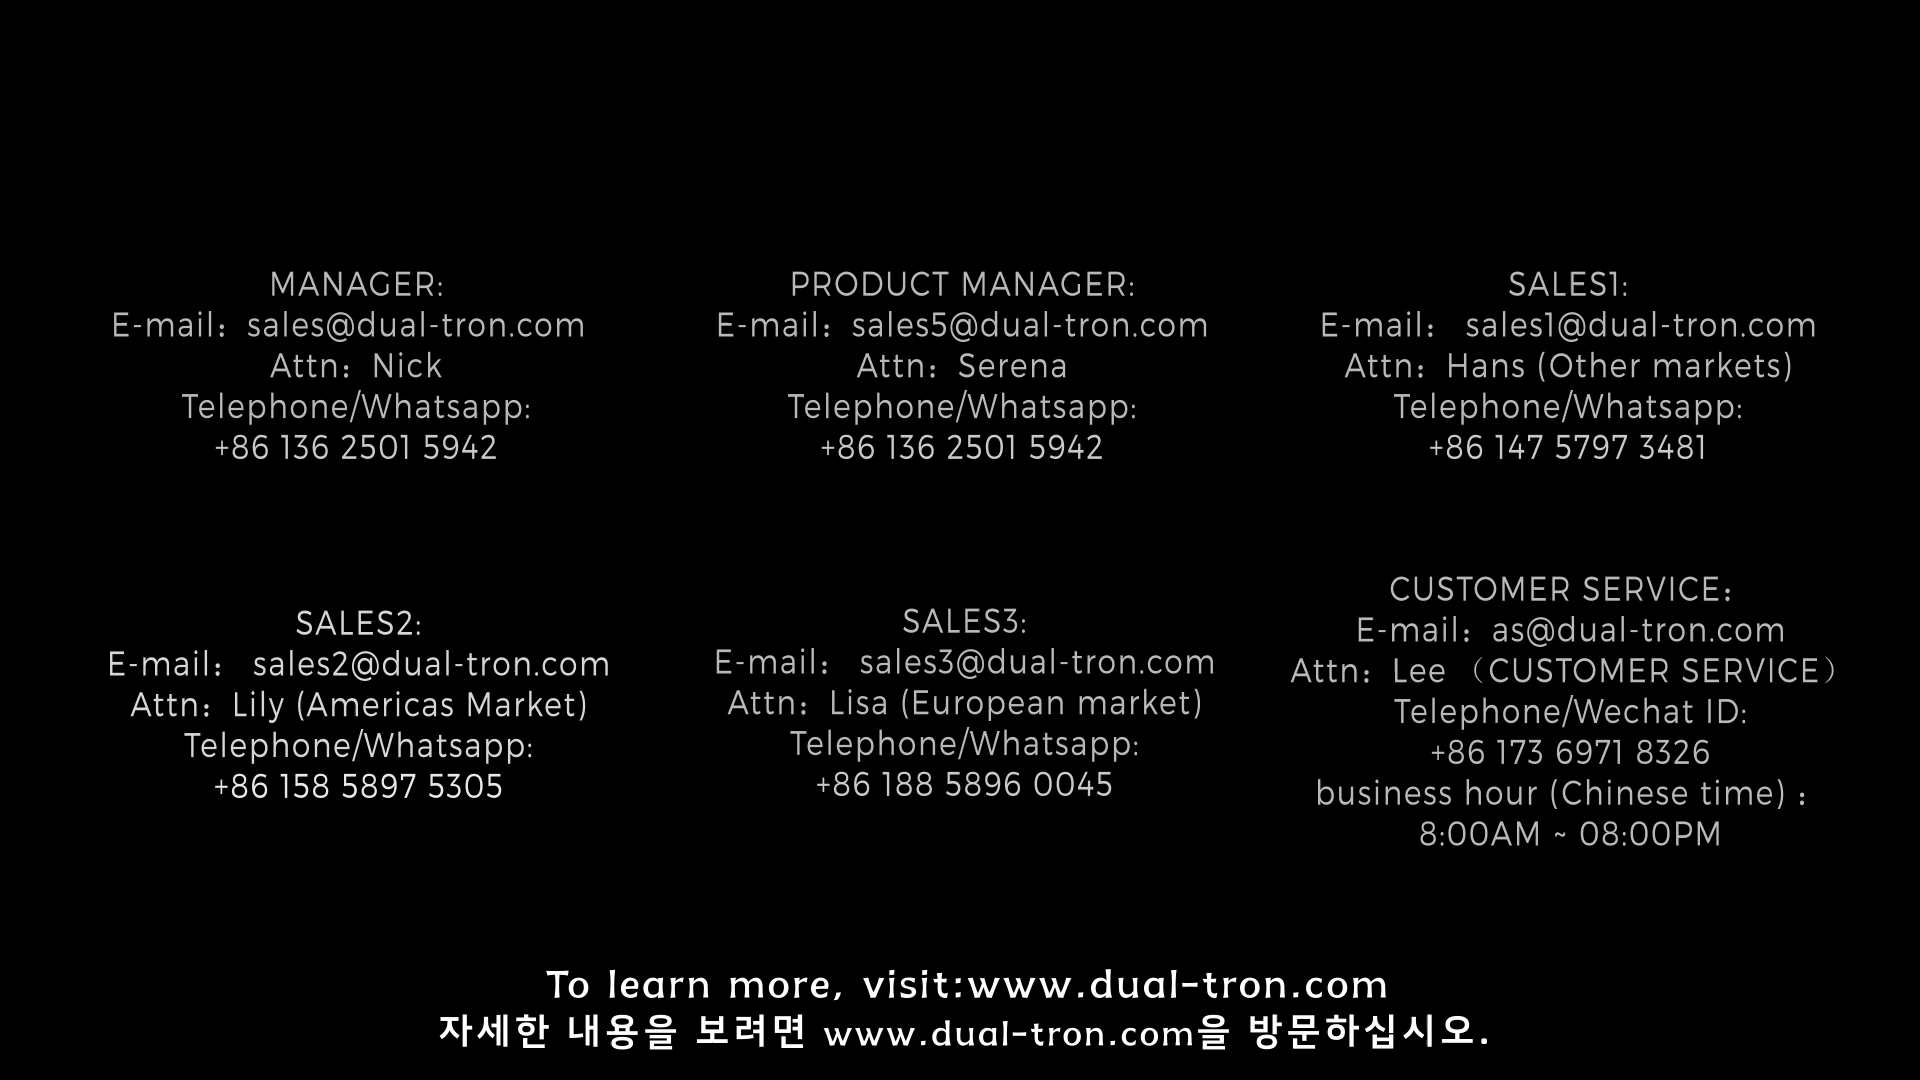 MANAGER:
E-mail：sales@dual-tron.com
Attn：Nick
Telephone/Whatsapp:
+86 136 2501 5942
PRODUCT MANAGER:
E-mail：sales5@dual-tron.com
Attn：Serena
Telephone/Whatsapp:
+86 136 2501 5942
SALES1:
E-mail： sales1@dual-tron.com
Attn：Hans (Other markets)
Telephone/Whatsapp:
+86 147 5797 3481
SALES2:
E-mail： sales2@dual-tron.com
Attn：Lily (Americas Market)
Telephone/Whatsapp:
+86 158 5897 5305
SALES3:
E-mail： sales3@dual-tron.com
Attn：Lisa (European market)
Telephone/Whatsapp:
+86 188 5896 0045
CUSTOMER SERVICE：
E-mail：as@dual-tron.com
Attn：Lee （CUSTOMER SERVICE）
Telephone/Wechat ID:
+86 173 6971 8326
business hour (Chinese time)：
8:00AM ~ 08:00PM
To learn more, visit:www.dual-tron.com
자세한 내용을 보려면 www.dual-tron.com을 방문하십시오.